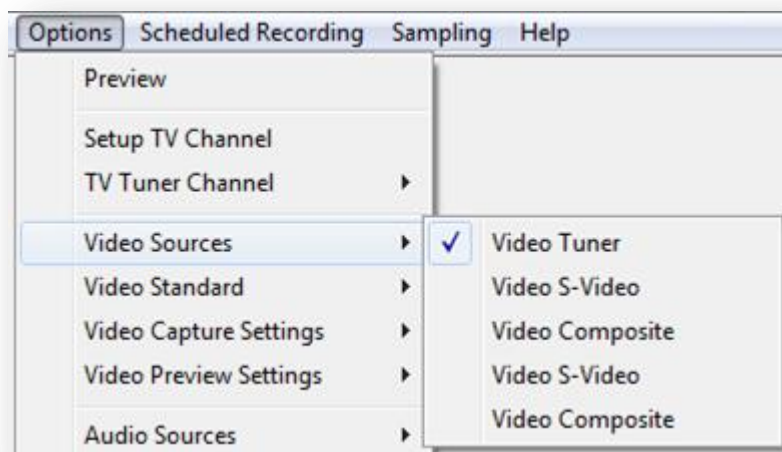 Options Scheduled Recording Sampling Help
Preview
Setup TV Channel
TV Tuner Channel
Video Sources
Video Standard
Video Capture Settings
Video Preview Settings
Audio Sources
Video Tuner
Video S-Video
Video Composite
Video S-Video
Video Composite